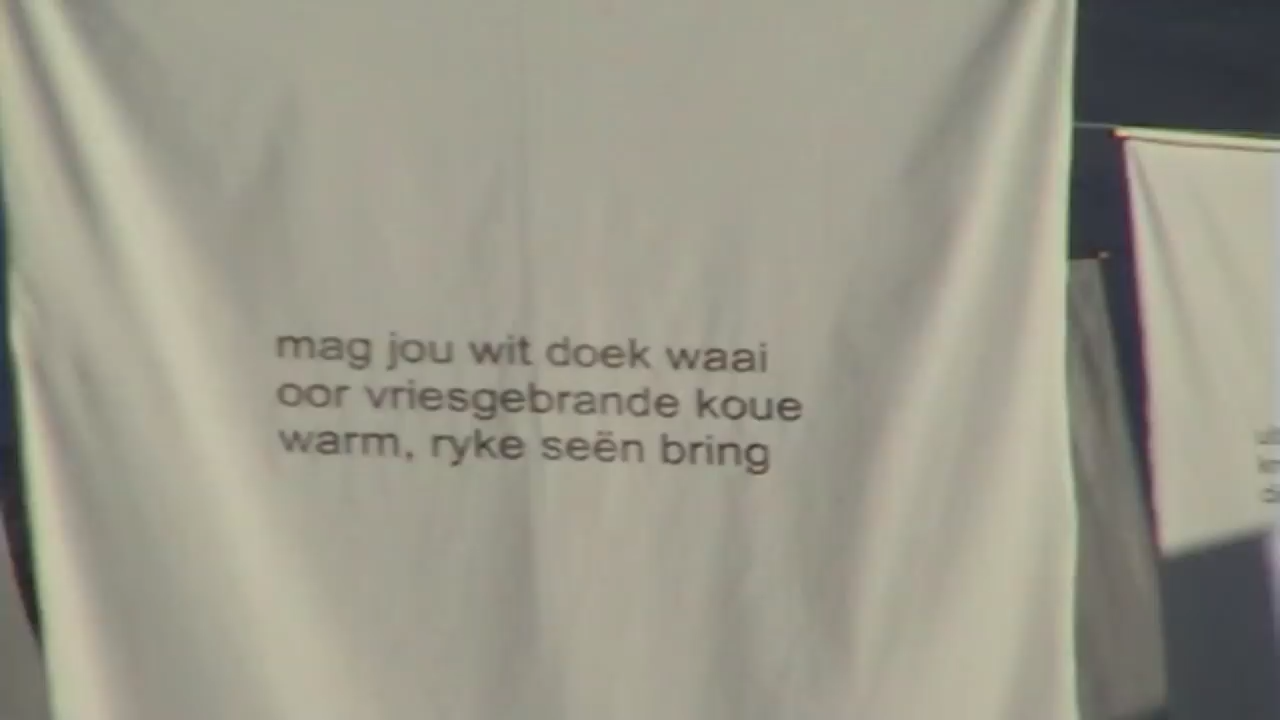 mag jou wit doek waai
oor vriesgebrande koue
warm, ryke seën bring